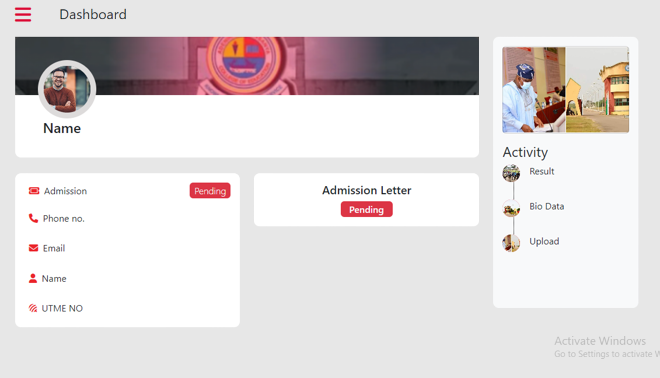 Dashboard
Name
Admission Pending
Phone no.
Email
Name
UTME NO
Admission Letter
Pending
Activity
Result
Bio Data
Upload
Activate Windows
Go to Settings to activate W